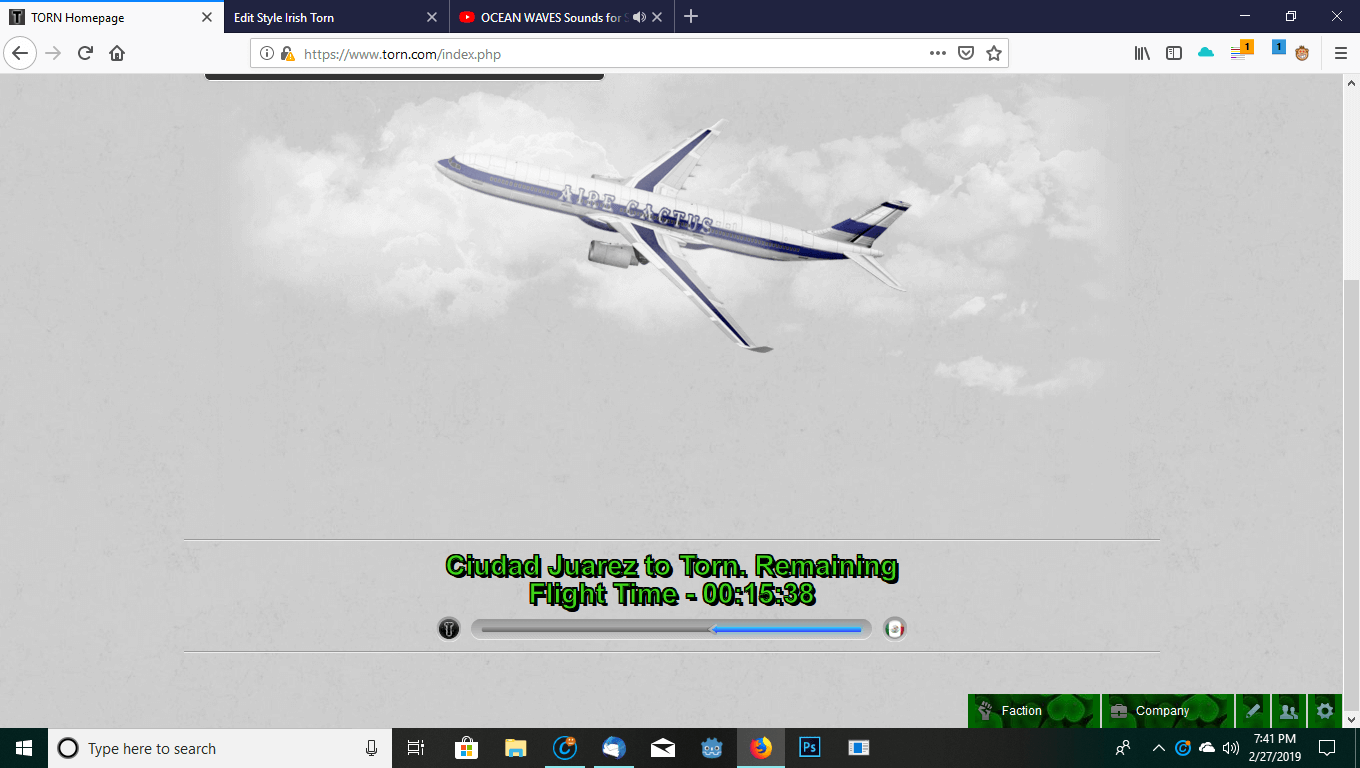 TORN Homepage
Edit Style Irish Torn
OCEAN WAVES Sounds for
https://www.torn.com/index.php
1
1
AIRE CACTUS
Ciudad Juarez to Torn. Remaining
Flight Time - 00:15:38
T
Faction
Company
Type here to search
Ps
7:41 PM
2/27/2019